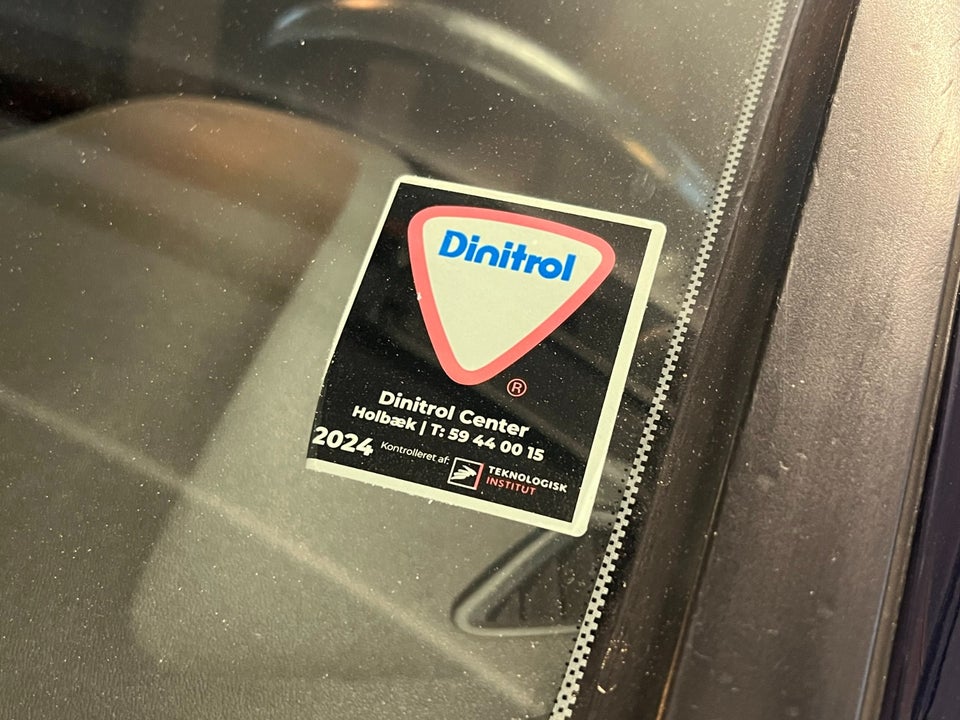 Dinitrol
®
Dinitrol Center
Holbæk | T: 59 44 00 15
2024 Kontrolleret af: TEKNOLOGISK
INSTITUT